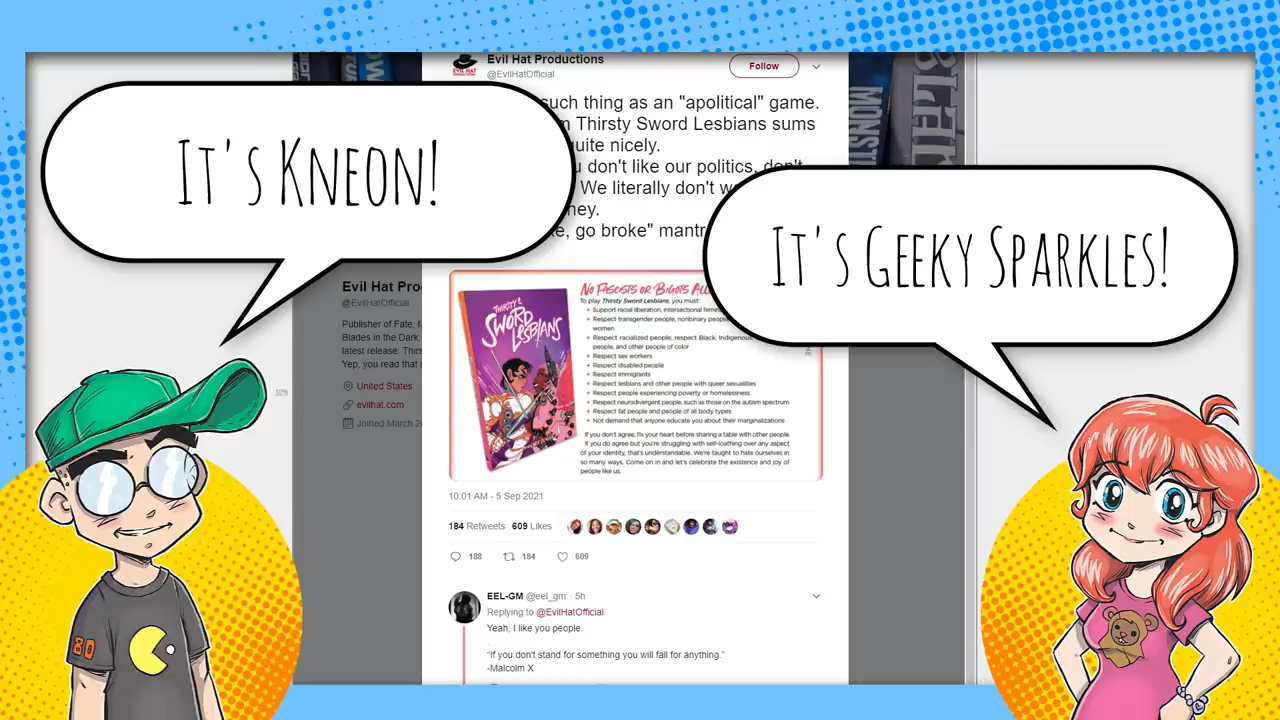 Evil Hat Productions
@EvilHatOfficial
Follow
such thing as an "apolitical" game.
Thirsty Sword Lesbians sums
quite nicely.
don't like our politics, don't
We literally don't
go broke"
It's Kneon!
It's Geeky Sparkles!
Evil Hat
@EvilHatOfficial
Publisher of Fate,
Blades in the Dark,
latest release:
Yep, you read that
United States
evilhat.com
Joined March
THIRSTY
SWORD
LESBIANS
No Fascists or Bigots
To play Thirsty Sword Lesbians, you must:
Support racial liberation, intersectional
Respect transgender people, nonbinary
women
Respect racialized people; respect Black,
people, and other people of color
Respect sex workers
Respect disabled people
Respect immigrants
Respect lesbians and other people with queer sexualities
Respect people experiencing poverty or homelessness
Respect neurodivergent people, such as those on the autism spectrum
Respect fat people and people of all body types
Not demand that anyone educate you about their marginalizations
If you don't agree, fix your heart before sharing a table with other people.
If you do agree but you're struggling with self-loathing over any aspect
of your identity, that's understandable. We're taught to hate ourselves in
so many ways. Come on in and let's celebrate the existence and joy of
people like us.
10:01 AM - 5 Sep 2021
184 Retweets 609 Likes
188 184 609
EEL-GM @eel_gm · 5h
Replying to @EvilHatOfficial
Yeah, I like you people.
"If you don't stand for something you will fall for anything."
-Malcolm X
80